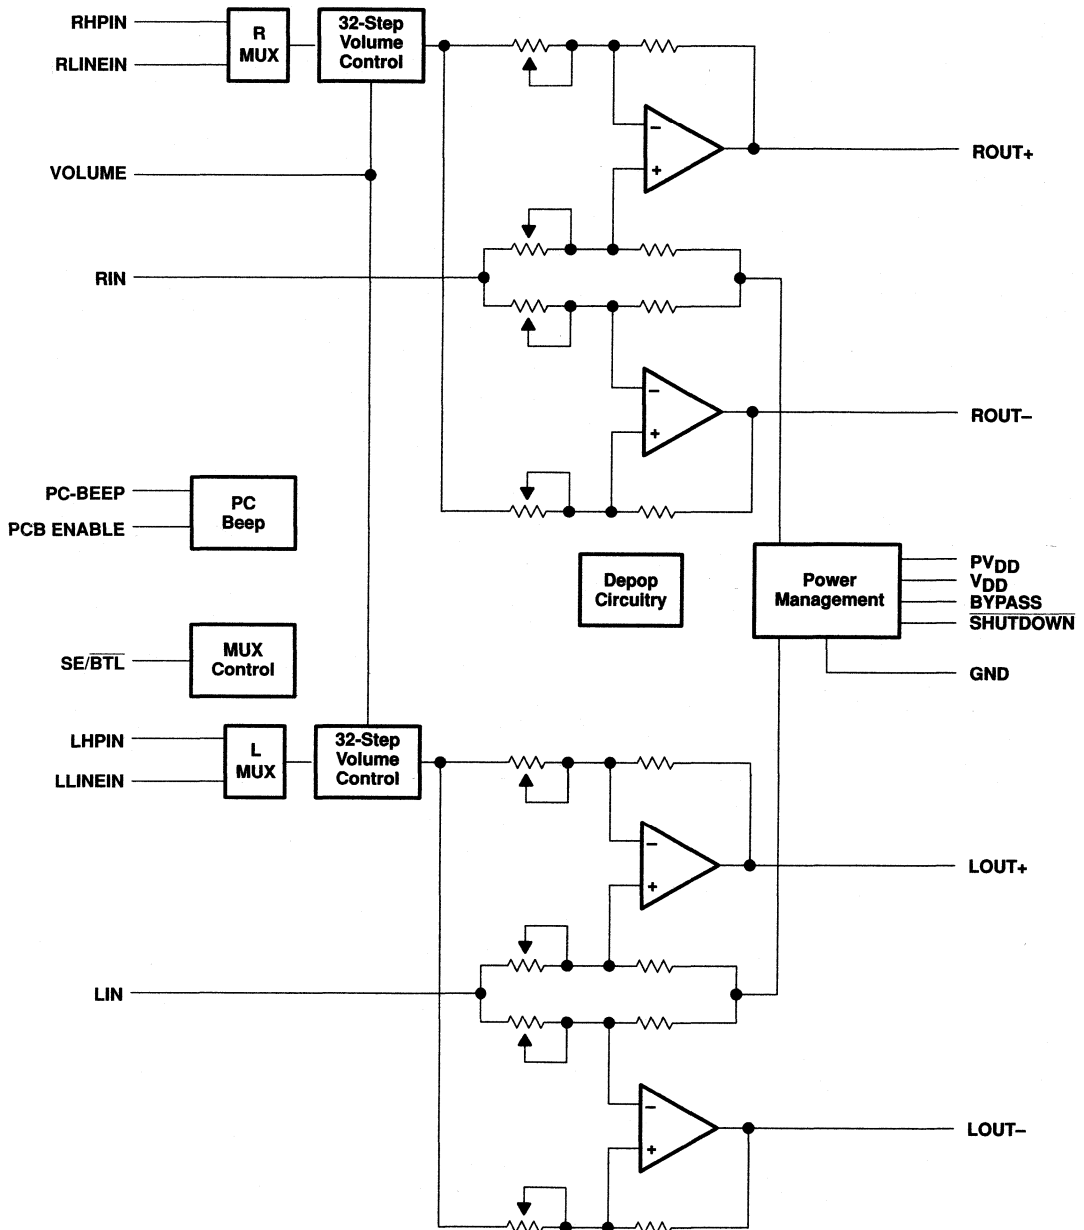 RHPIN
RLINEIN
R
MUX
32-Step
Volume
Control
−
+
ROUT+
VOLUME
RIN
−
+
ROUT–
PC-BEEP
PCB ENABLE
PC
Beep
Depop
Circuitry
Power
Management
PVDD
VDD
BYPASS
SHUTDOWN
GND
SE/BTL
MUX
Control
LHPIN
LLINEIN
L
MUX
32-Step
Volume
Control
−
+
LOUT+
LIN
−
+
LOUT–